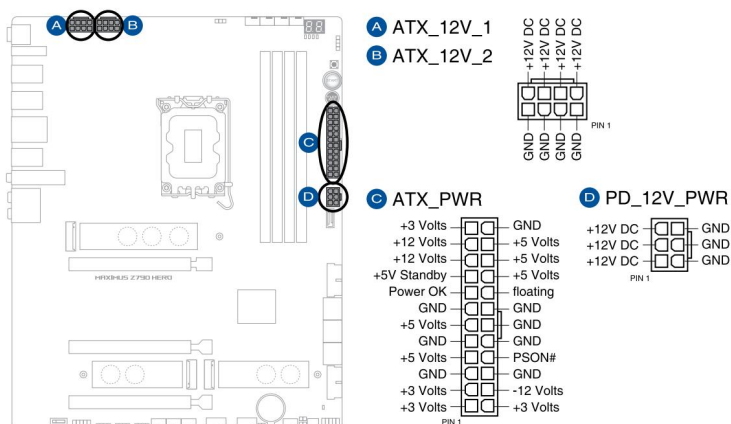 A ATX_12V_1
B ATX_12V_2
A B
+12V DC +12V DC +12V DC +12V DC
PIN 1
GND GND GND GND
C
D
MAXIMUS Z790 HERO
C ATX_PWR
+3 Volts GND
+12 Volts +5 Volts
+12 Volts +5 Volts
+5V Standby +5 Volts
Power OK floating
GND GND
+5 Volts GND
GND GND
+5 Volts PSON#
GND GND
+3 Volts -12 Volts
+3 Volts +3 Volts
PIN 1
D PD_12V_PWR
+12V DC GND
+12V DC GND
+12V DC GND
PIN 1